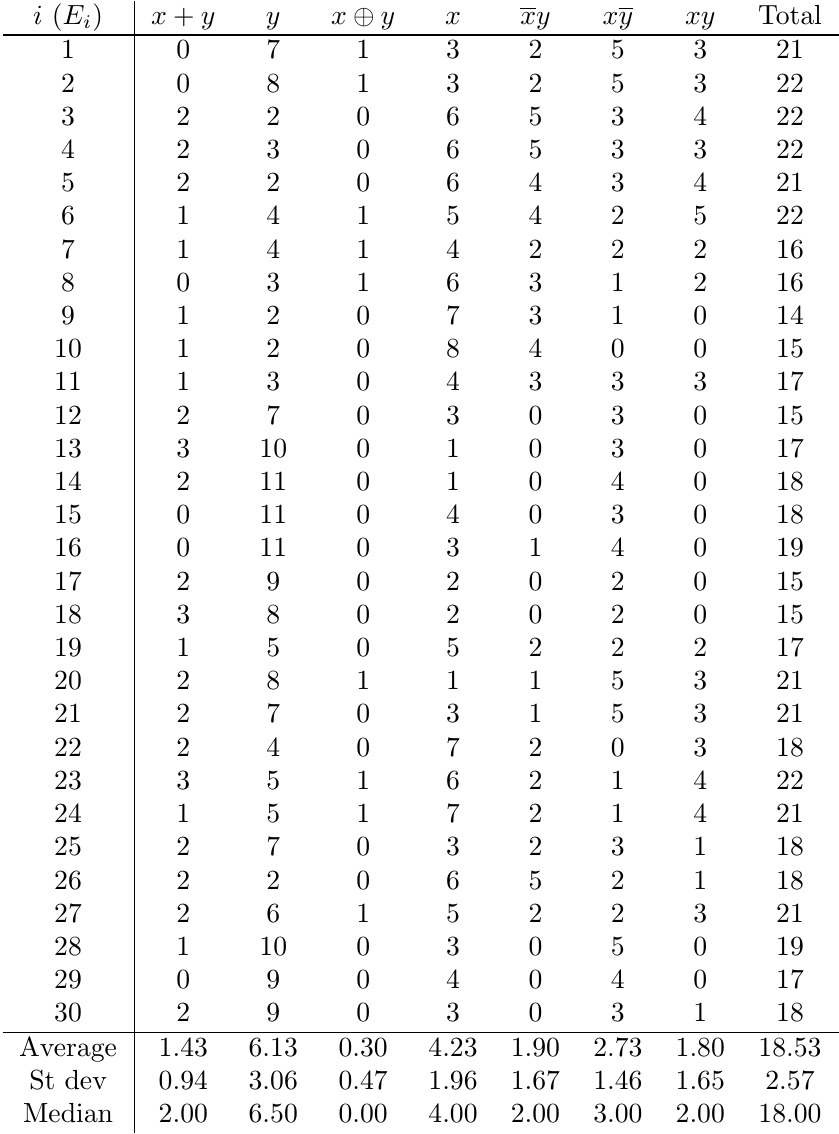 i (Eᵢ) x + y y x ⊕ y x x̅y xy̅ xy Total
1 0 7 1 3 2 5 3 21
2 0 8 1 3 2 5 3 22
3 2 2 0 6 5 3 4 22
4 2 3 0 6 5 3 3 22
5 2 2 0 6 4 3 4 21
6 1 4 1 5 4 2 5 22
7 1 4 1 4 2 2 2 16
8 0 3 1 6 3 1 2 16
9 1 2 0 7 3 1 0 14
10 1 2 0 8 4 0 0 15
11 1 3 0 4 3 3 3 17
12 2 7 0 3 0 3 0 15
13 3 10 0 1 0 3 0 17
14 2 11 0 1 0 4 0 18
15 0 11 0 4 0 3 0 18
16 0 11 0 3 1 4 0 19
17 2 9 0 2 0 2 0 15
18 3 8 0 2 0 2 0 15
19 1 5 0 5 2 2 2 17
20 2 8 1 1 1 5 3 21
21 2 7 0 3 1 5 3 21
22 2 4 0 7 2 0 3 18
23 3 5 1 6 2 1 4 22
24 1 5 1 7 2 1 4 21
25 2 7 0 3 2 3 1 18
26 2 2 0 6 5 2 1 18
27 2 6 1 5 2 2 3 21
28 1 10 0 3 0 5 0 19
29 0 9 0 4 0 4 0 17
30 2 9 0 3 0 3 1 18
Average 1.43 6.13 0.30 4.23 1.90 2.73 1.80 18.53
St dev 0.94 3.06 0.47 1.96 1.67 1.46 1.65 2.57
Median 2.00 6.50 0.00 4.00 2.00 3.00 2.00 18.00